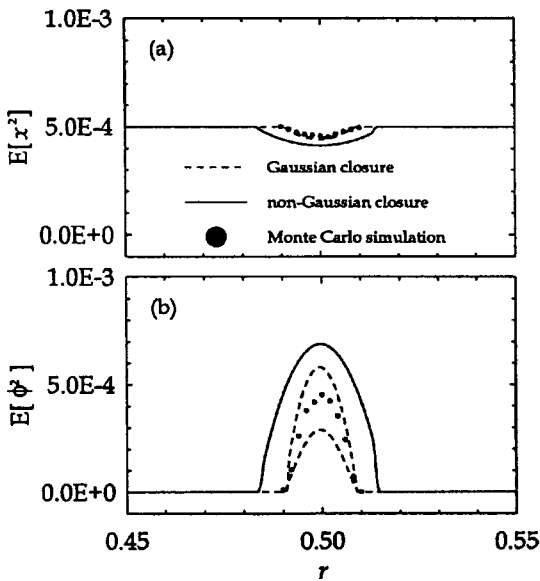 1.0E-3
(a)
E[χ²]
5.0E-4
Gaussian closure
non-Gaussian closure
0.0E+0
Monte Carlo simulation
1.0E-3
(b)
E[ϕ²]
5.0E-4
0.0E+0
0.45
0.50
0.55
r